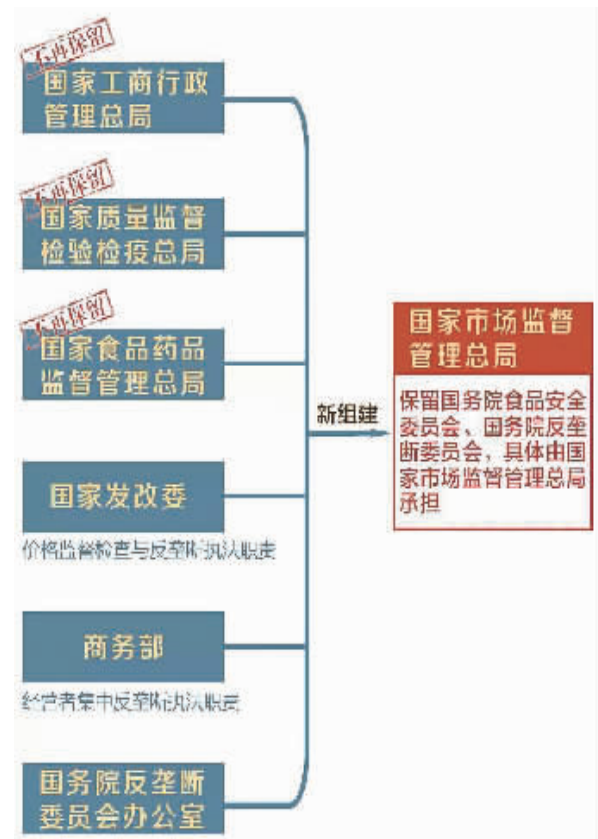 不再保留
国家工商行政
管理总局
不再保留
国家质量监督
检验检疫总局
不再保留
国家食品药品
监督管理总局
国家发改委
价格监督检查与反垄断执法职责
商务部
经营者集中反垄断执法职责
国务院反垄断
委员会办公室
新组建
国家市场监督
管理总局
保留国务院食品安全
委员会、国务院反垄
断委员会，具体由国
家市场监督管理总局
承担